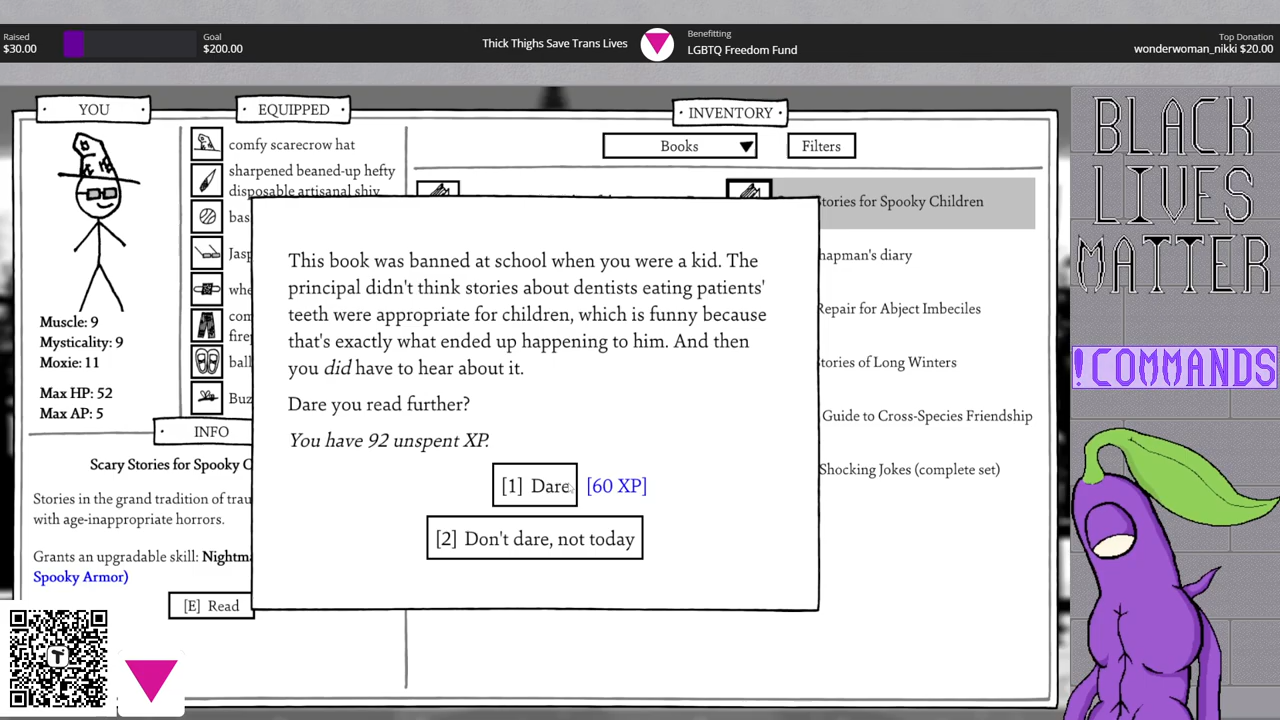 Raised
$30.00
Goal
$200.00
Thick Thighs Save Trans Lives
Benefitting
LGBTQ Freedom Fund
Top Donation
wonderwoman_nikki $20.00
YOU
EQUIPPED
INVENTORY
comfy scarecrow hat
sharpened beaned-up hefty
disposable artisanal shiv
bas
Jasp
whe
com
firep
ball
Buz
Books
Filters
Stories for Spooky Children
hapman's diary
Repair for Abject Imbeciles
Stories of Long Winters
Guide to Cross-Species Friendship
Shocking Jokes (complete set)
Muscle: 9
Mysticality: 9
Moxie: 11
Max HP: 52
Max AP: 5
INFO
Scary Stories for Spooky C
Stories in the grand tradition of trau
with age-inappropriate horrors.
Grants an upgradable skill: Nightma
Spooky Armor)
[E] Read
This book was banned at school when you were a kid. The
principal didn't think stories about dentists eating patients'
teeth were appropriate for children, which is funny because
that's exactly what ended up happening to him. And then
you did have to hear about it.
Dare you read further?
You have 92 unspent XP.
[1] Dare [60 XP]
[2] Don't dare, not today
BLACK
LIVES
MATTER
!COMMANDS
T